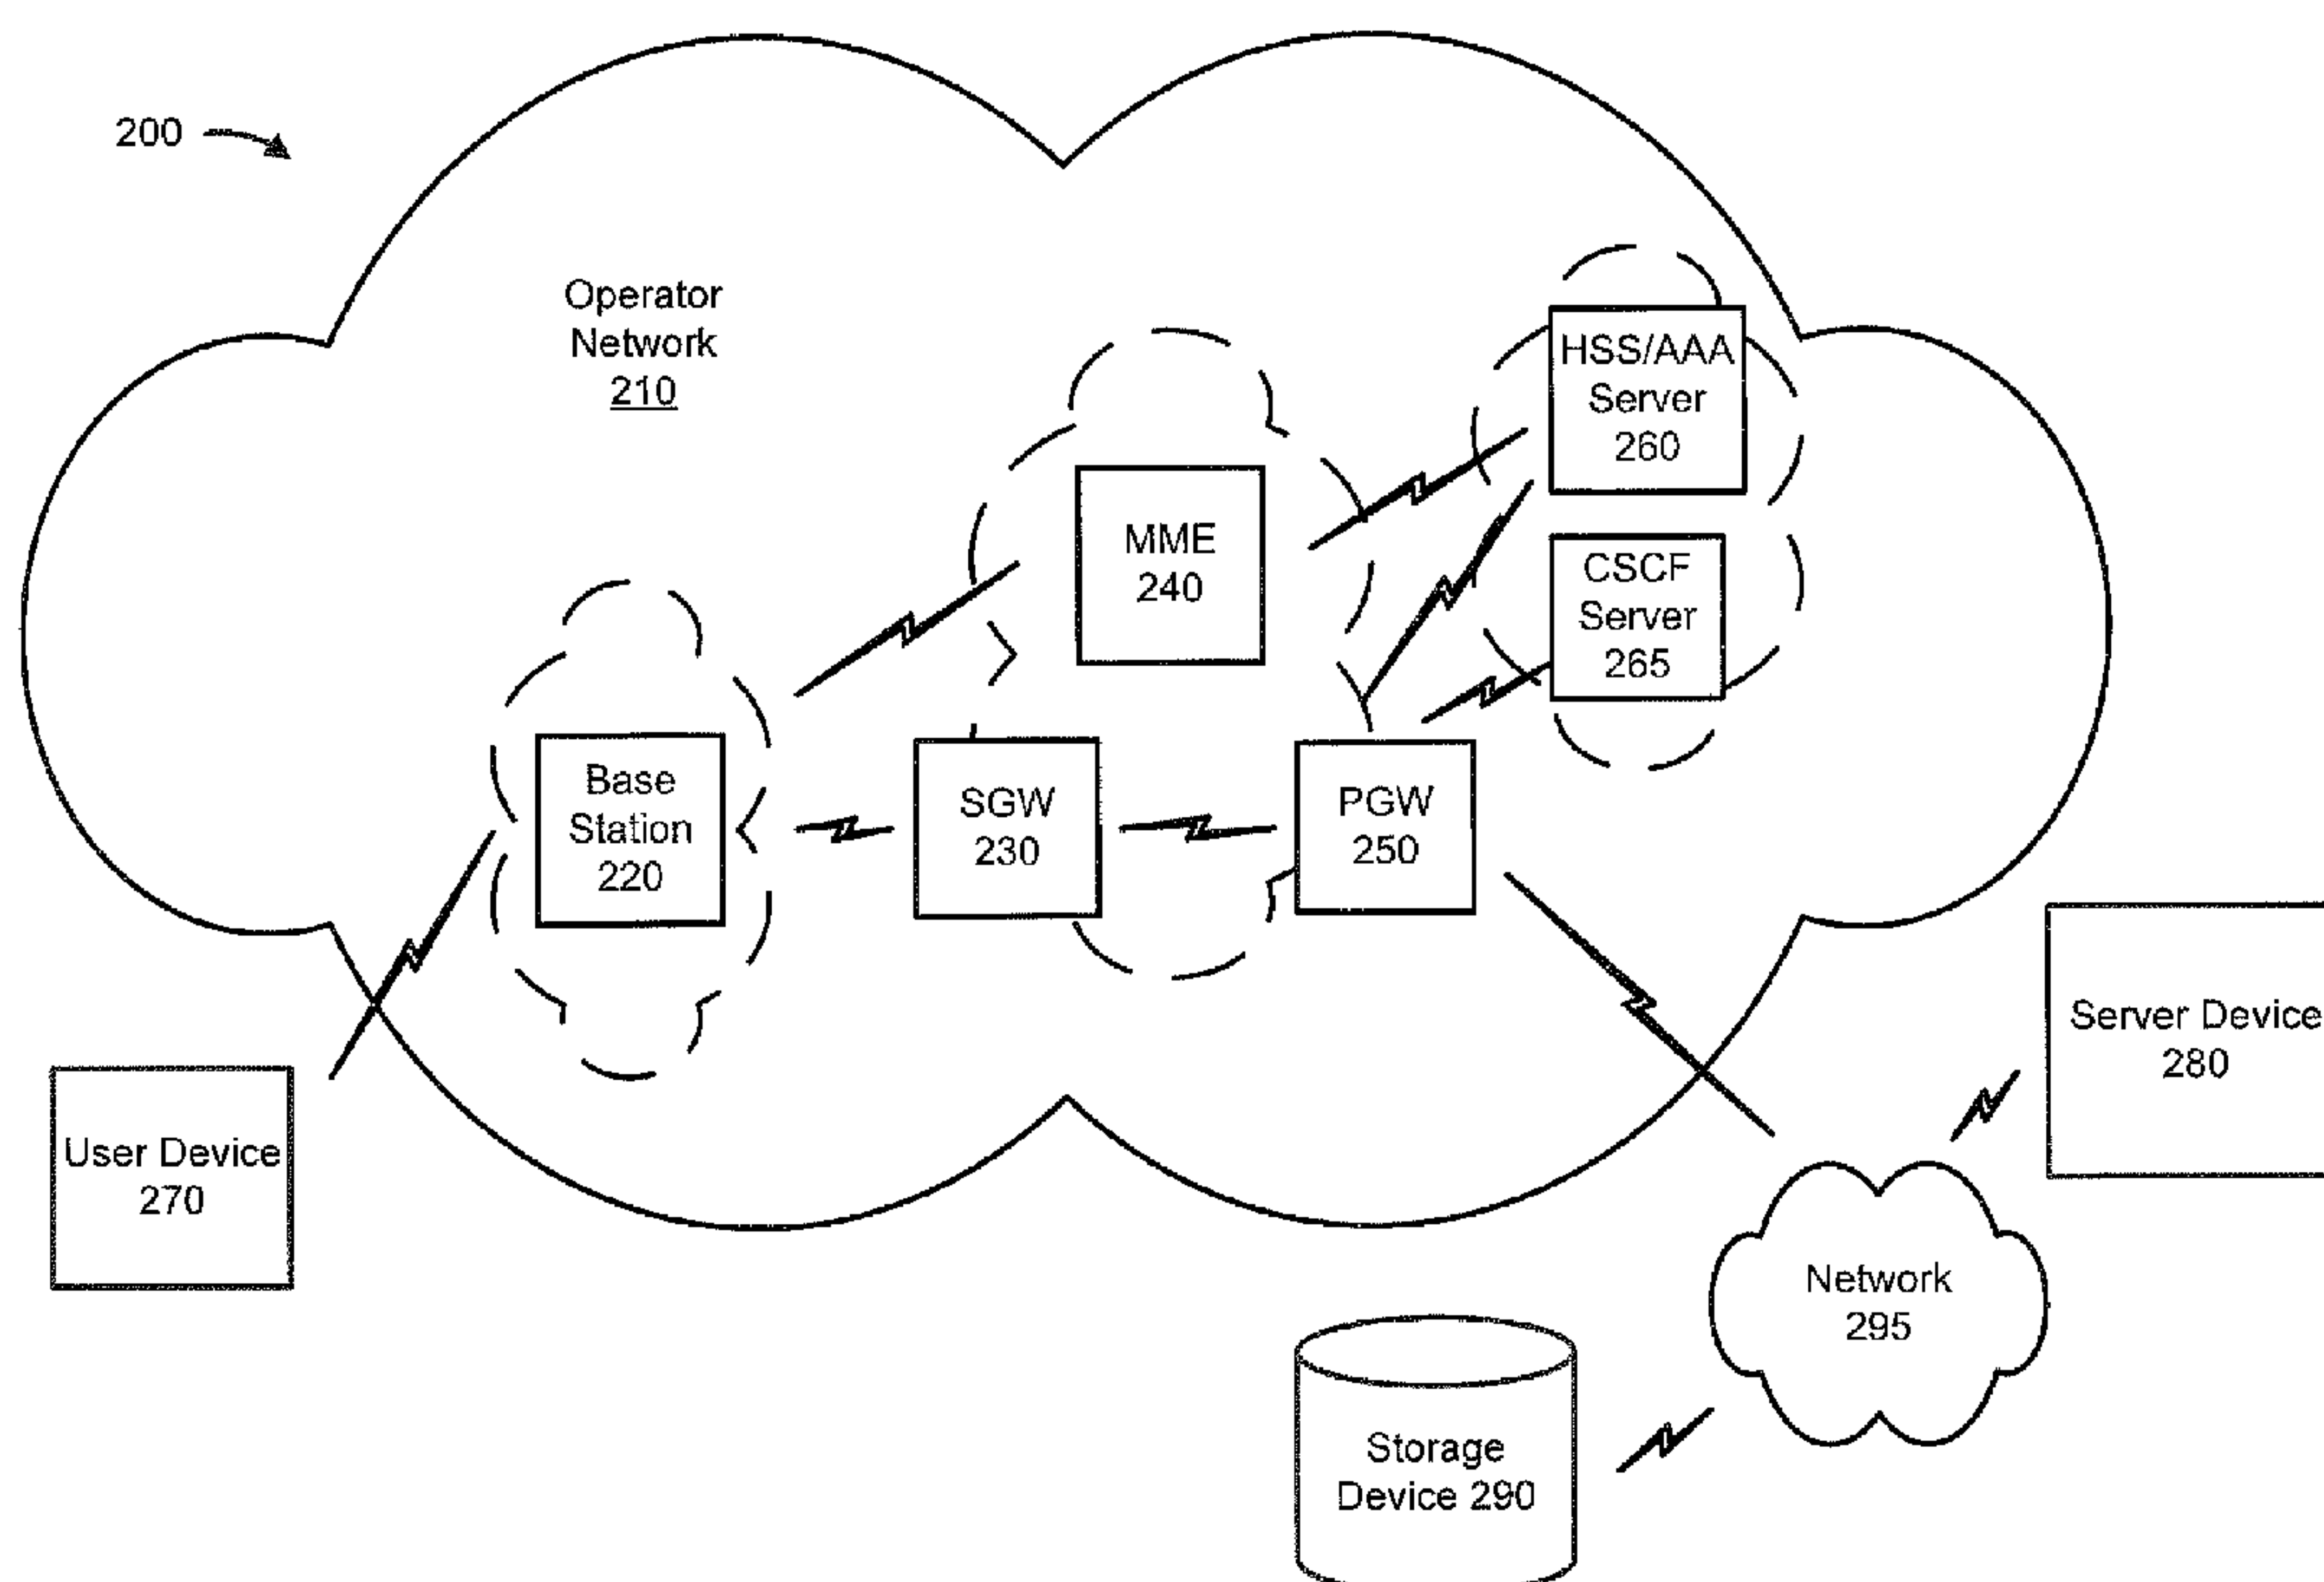 200
Operator
Network
210
HSS/AAA
Server
260
MME
240
CSCF
Server
265
Base
Station
220
SGW
230
PGW
250
Server Device
280
User Device
270
Network
295
Storage
Device 290